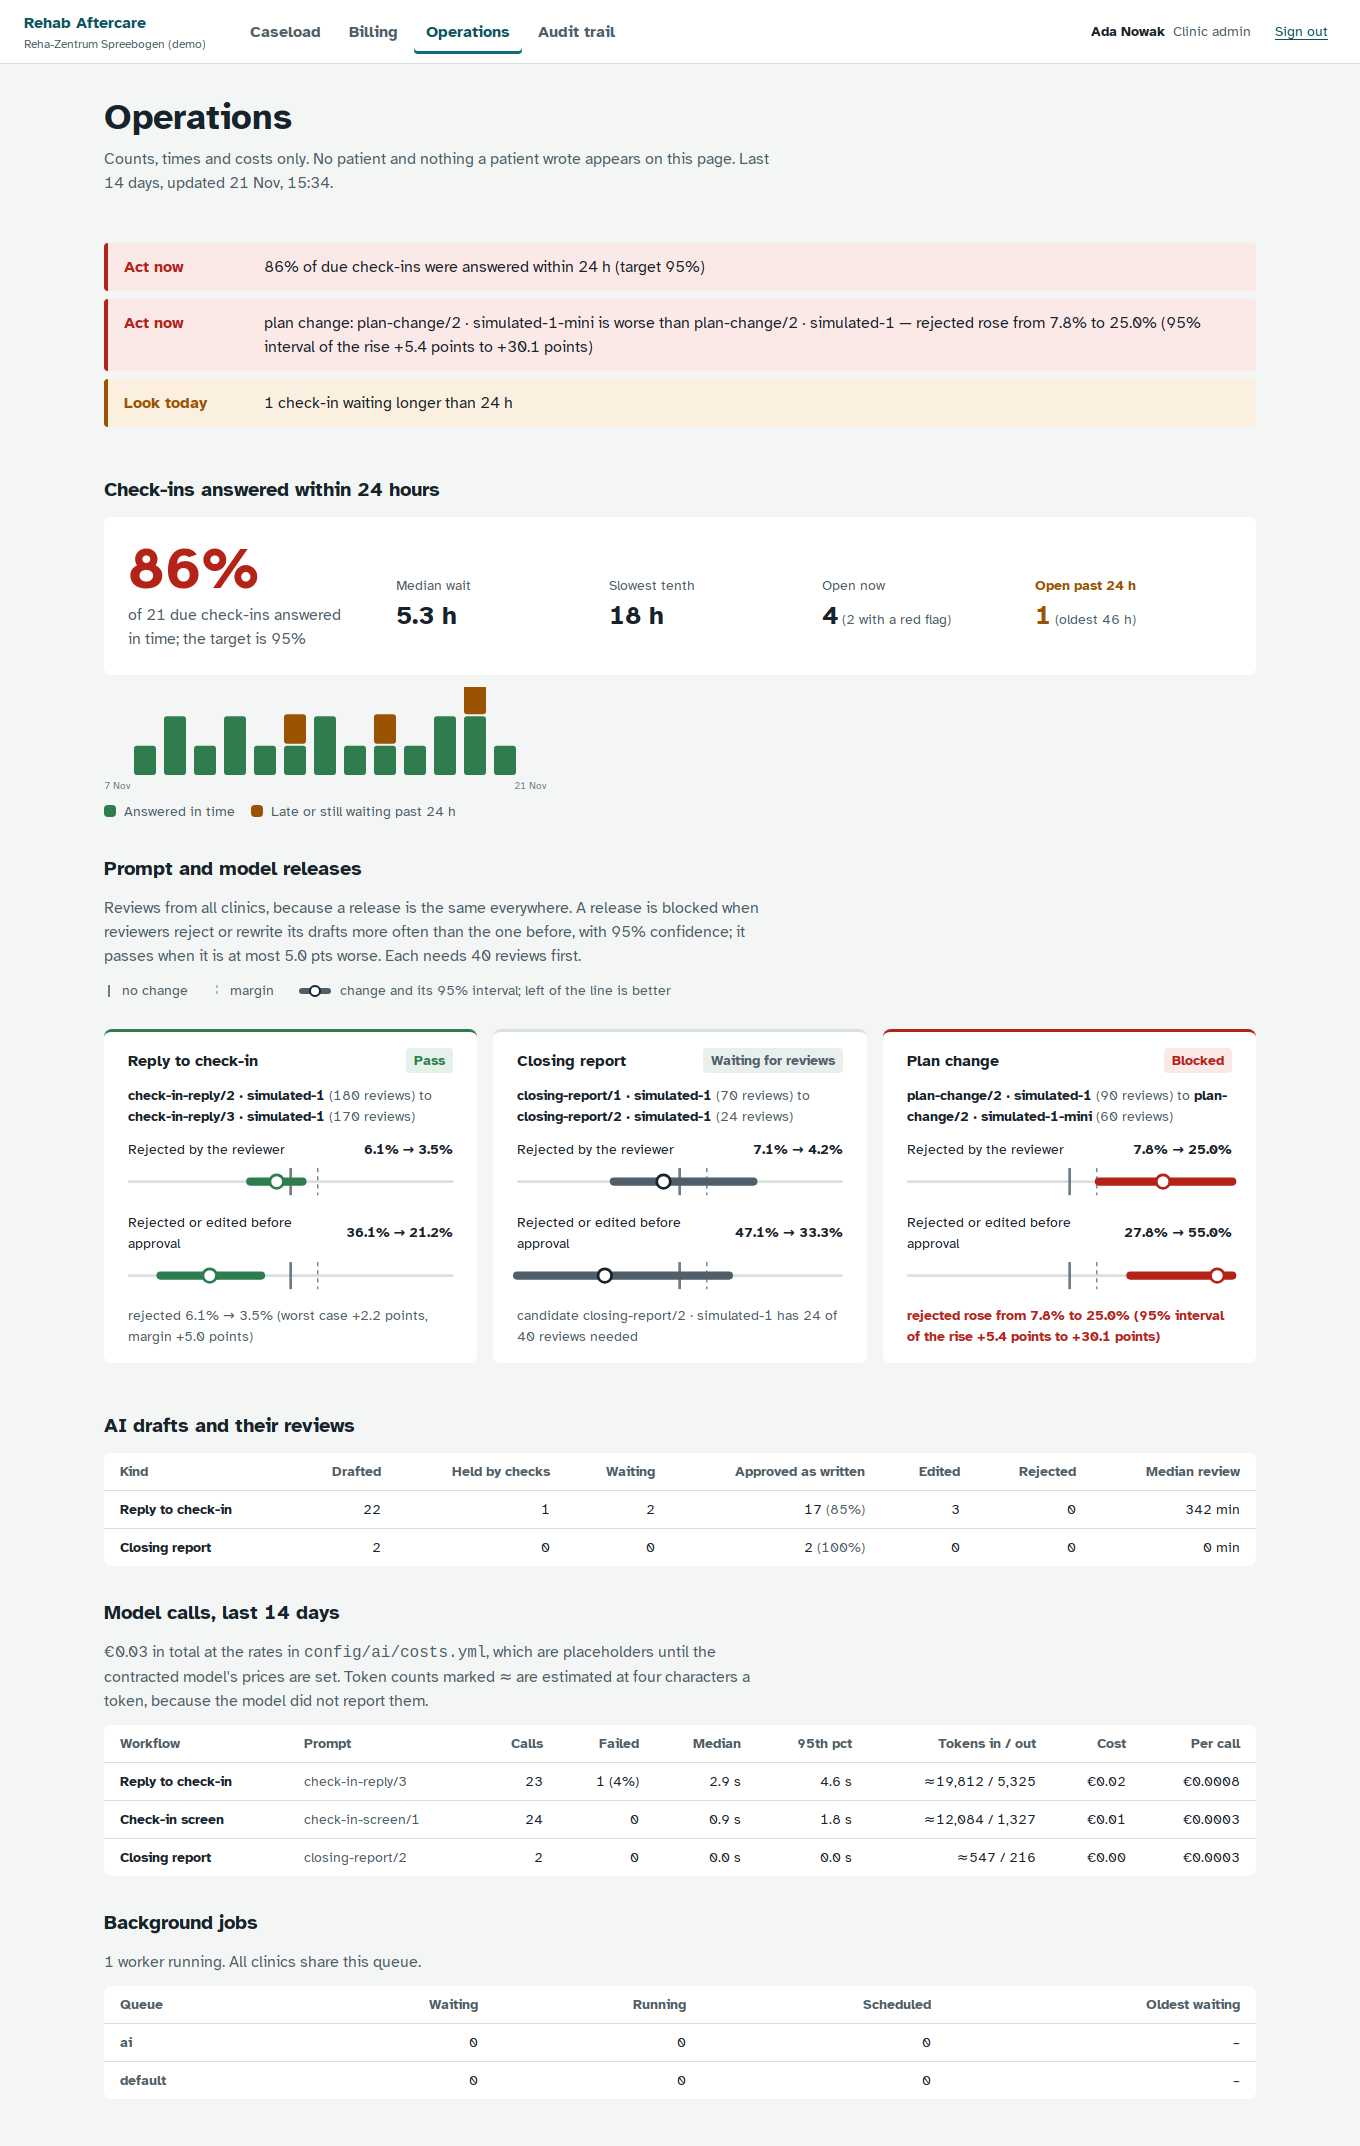 Rehab Aftercare
Reha-Zentrum Spreebogen (demo)
Caseload Billing Operations Audit trail
Ada Nowak Clinic admin Sign out
Operations
Counts, times and costs only. No patient and nothing a patient wrote appears on this page. Last
14 days, updated 21 Nov, 15:34.
Act now 86% of due check-ins were answered within 24 h (target 95%)
Act now plan change: plan-change/2 · simulated-1-mini is worse than plan-change/2 · simulated-1 — rejected rose from 7.8% to 25.0% (95%
interval of the rise +5.4 points to +30.1 points)
Look today 1 check-in waiting longer than 24 h
Check-ins answered within 24 hours
86%
of 21 due check-ins answered
in time; the target is 95%
Median wait
5.3 h
Slowest tenth
18 h
Open now
4 (2 with a red flag)
Open past 24 h
1 (oldest 46 h)
7 Nov 21 Nov
Answered in time Late or still waiting past 24 h
Prompt and model releases
Reviews from all clinics, because a release is the same everywhere. A release is blocked when
reviewers reject or rewrite its drafts more often than the one before, with 95% confidence; it
passes when it is at most 5.0 pts worse. Each needs 40 reviews first.
no change margin change and its 95% interval; left of the line is better
Reply to check-in Pass
check-in-reply/2 · simulated-1 (180 reviews) to
check-in-reply/3 · simulated-1 (170 reviews)
Rejected by the reviewer 6.1% → 3.5%
Rejected or edited before
approval
36.1% → 21.2%
rejected 6.1% → 3.5% (worst case +2.2 points,
margin +5.0 points)
Closing report Waiting for reviews
closing-report/1 · simulated-1 (70 reviews) to
closing-report/2 · simulated-1 (24 reviews)
Rejected by the reviewer 7.1% → 4.2%
Rejected or edited before
approval
47.1% → 33.3%
candidate closing-report/2 · simulated-1 has 24 of
40 reviews needed
Plan change Blocked
plan-change/2 · simulated-1 (90 reviews) to plan-
change/2 · simulated-1-mini (60 reviews)
Rejected by the reviewer 7.8% → 25.0%
Rejected or edited before
approval
27.8% → 55.0%
rejected rose from 7.8% to 25.0% (95% interval
of the rise +5.4 points to +30.1 points)
AI drafts and their reviews
Kind Drafted Held by checks Waiting Approved as written Edited Rejected Median review
Reply to check-in 22 1 2 17 (85%) 3 0 342 min
Closing report 2 0 0 2 (100%) 0 0 0 min
Model calls, last 14 days
€0.03 in total at the rates in config/ai/costs.yml, which are placeholders until the
contracted model's prices are set. Token counts marked ≈ are estimated at four characters a
token, because the model did not report them.
Workflow Prompt Calls Failed Median 95th pct Tokens in / out Cost Per call
Reply to check-in check-in-reply/3 23 1 (4%) 2.9 s 4.6 s ≈19,812 / 5,325 €0.02 €0.0008
Check-in screen check-in-screen/1 24 0 0.9 s 1.8 s ≈12,084 / 1,327 €0.01 €0.0003
Closing report closing-report/2 2 0 0.0 s 0.0 s ≈547 / 216 €0.00 €0.0003
Background jobs
1 worker running. All clinics share this queue.
Queue Waiting Running Scheduled Oldest waiting
ai 0 0 0 –
default 0 0 0 –